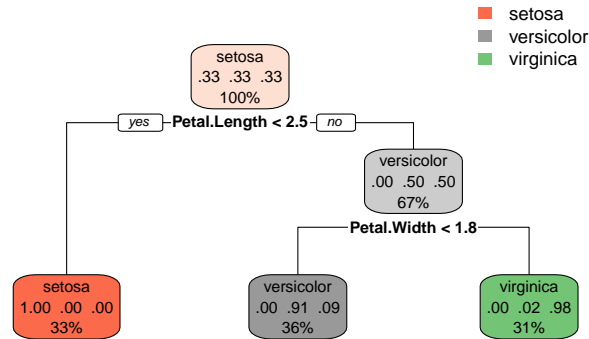 setosa
versicolor
virginica
setosa
.33 .33 .33
100%
yes Petal.Length < 2.5 no
versicolor
.00 .50 .50
67%
Petal.Width < 1.8
setosa
1.00 .00 .00
33%
versicolor
.00 .91 .09
36%
virginica
.00 .02 .98
31%